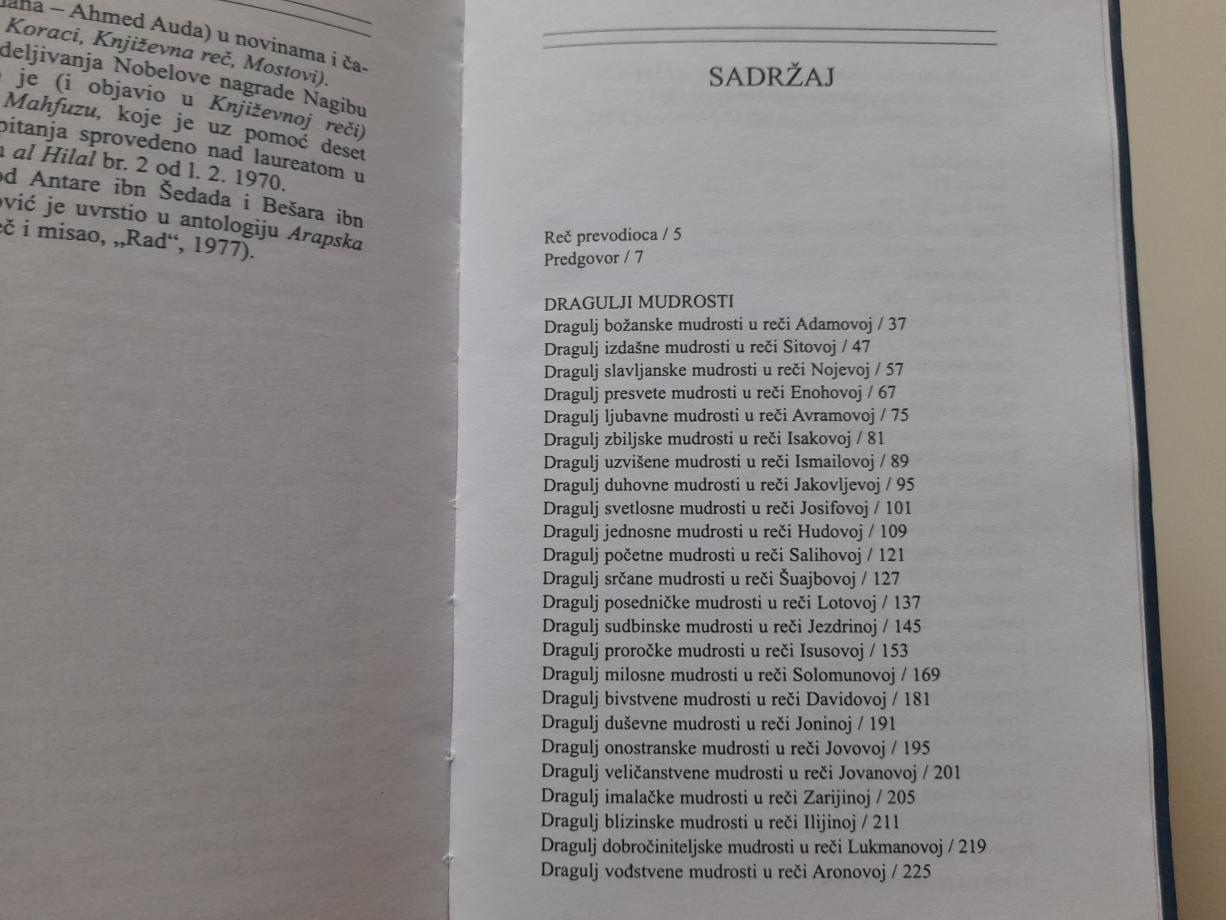 – Ahmed Auda) u novinama i ča-
Koraci, Književna reč, Mostovi).
deljivanja Nobelove nagrade Nagibu
je (i objavio u Književnoj reči)
Mahfuzu, koje je uz pomoć deset
pitanja sprovedeno nad laureatom u
al Hilal br. 2 od l. 2. 1970.
od Antare ibn Šedada i Bešara ibn
ović je uvrstio u antologiju Arapska
eč i misao, „Rad“, 1977).
SADRŽAJ
Reč prevodioca / 5
Predgovor / 7
DRAGULJI MUDROSTI
Dragulj božanske mudrosti u reči Adamovoj / 37
Dragulj izdašne mudrosti u reči Sitovoj / 47
Dragulj slavljanske mudrosti u reči Nojevoj / 57
Dragulj presvete mudrosti u reči Enohovoj / 67
Dragulj ljubavne mudrosti u reči Avramovoj / 75
Dragulj zbiljske mudrosti u reči Isakovoj / 81
Dragulj uzvišene mudrosti u reči Ismailovoj / 89
Dragulj duhovne mudrosti u reči Jakovljevoj / 95
Dragulj svetlosne mudrosti u reči Josifovoj / 101
Dragulj jednosne mudrosti u reči Hudovoj / 109
Dragulj početne mudrosti u reči Salihovoj / 121
Dragulj srčane mudrosti u reči Šuajbovoj / 127
Dragulj posedničke mudrosti u reči Lotovoj / 137
Dragulj sudbinske mudrosti u reči Jezdrinoj / 145
Dragulj proročke mudrosti u reči Isusovoj / 153
Dragulj milosne mudrosti u reči Solomunovoj / 169
Dragulj bivstvene mudrosti u reči Davidovoj / 181
Dragulj duševne mudrosti u reči Joninoj / 191
Dragulj onostranske mudrosti u reči Jovovoj / 195
Dragulj veličanstvene mudrosti u reči Jovanovoj / 201
Dragulj imalačke mudrosti u reči Zarijinoj / 205
Dragulj blizinske mudrosti u reči Ilijinoj / 211
Dragulj dobročiniteljske mudrosti u reči Lukmanovoj / 219
Dragulj vođstvene mudrosti u reči Aronovoj / 225